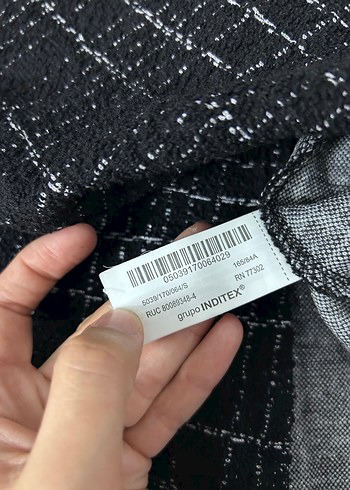 05039170064029
5039/170/064/S 165/84A
RUC 80089348-4 RN 77302
grupo INDITEX®